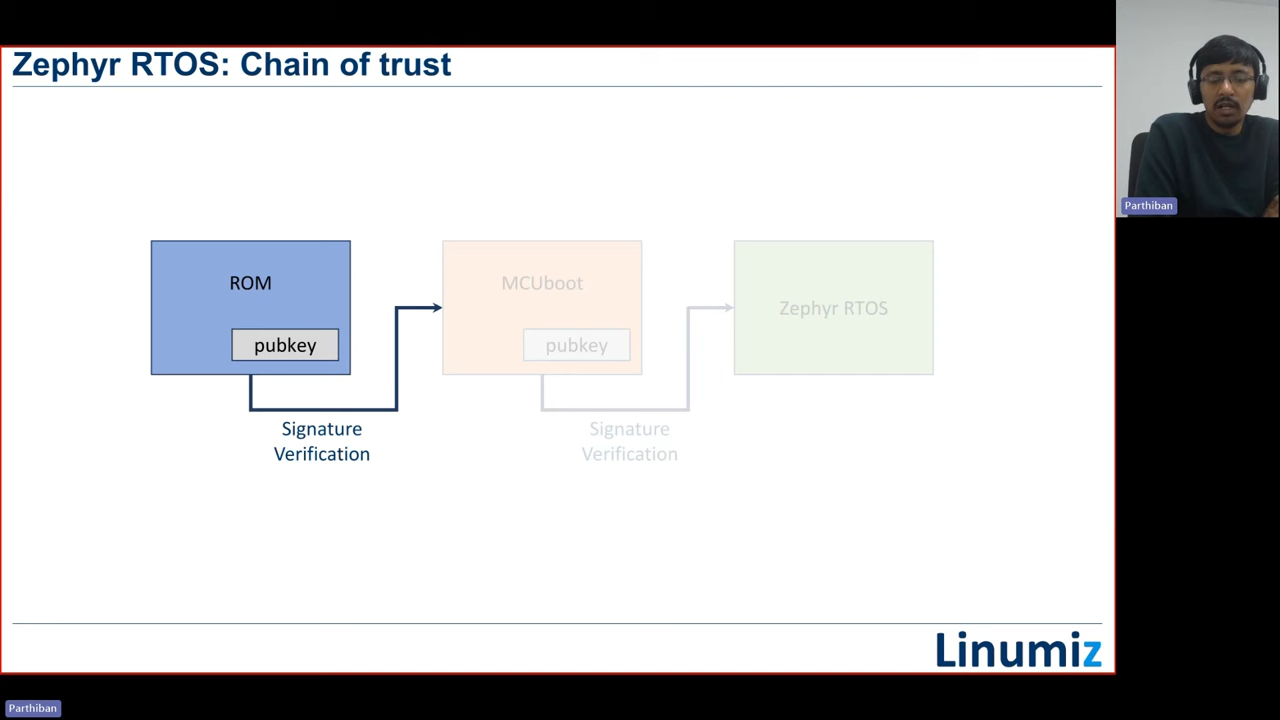 Zephyr RTOS: Chain of trust
ROM
pubkey
Signature
Verification
MCUboot
pubkey
Signature
Verification
Zephyr RTOS
Linumiz
Parthiban
Parthiban